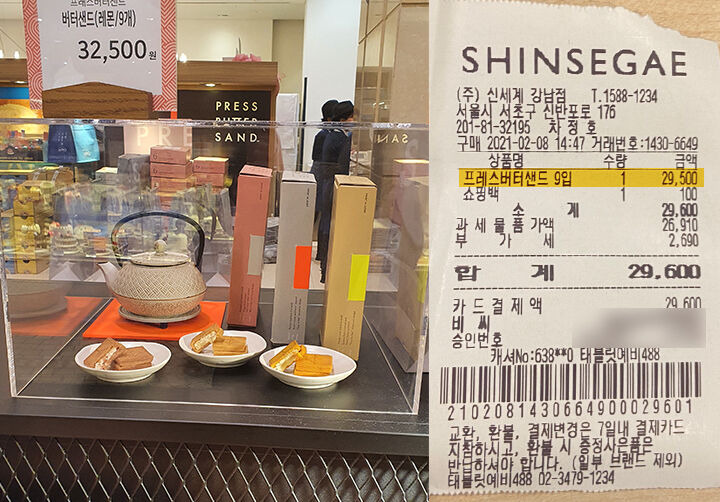 프레스버터샌드
버터샌드(레몬/9개)
32,500원
PRESS
BUTTER
SAND.
SHINSEGAE
(주) 신세계 강남점 T.1588-1234
서울시 서초구 신반포로 176
201-81-32195 차 정 호
구매 2021-02-08 14:47 거래번호:1430-6649
상품명 수량 금액
프레스버터샌드 9입 1 29,500
쇼핑백 1 100
소 계 29,600
과 세 물 품 가 액 26,910
부 가 세 2,690
합 계 29,600
카 드 결 제 액 29,600
비 씨
승인번호
캐셔No:638**0 태블릿예비488
2102081430664900029601
교환, 환불, 결제변경은 7일내 결제카드
지참하시고, 환불 시 증정사은품은
반납하셔야 합니다. (일부 브랜드 제외)
태블릿예비488 02-3479-1234